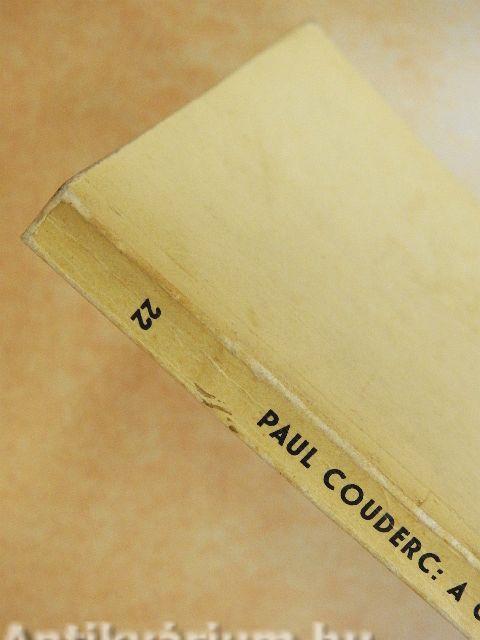 22
PAUL COUDERC: A
Antikvárium.hu